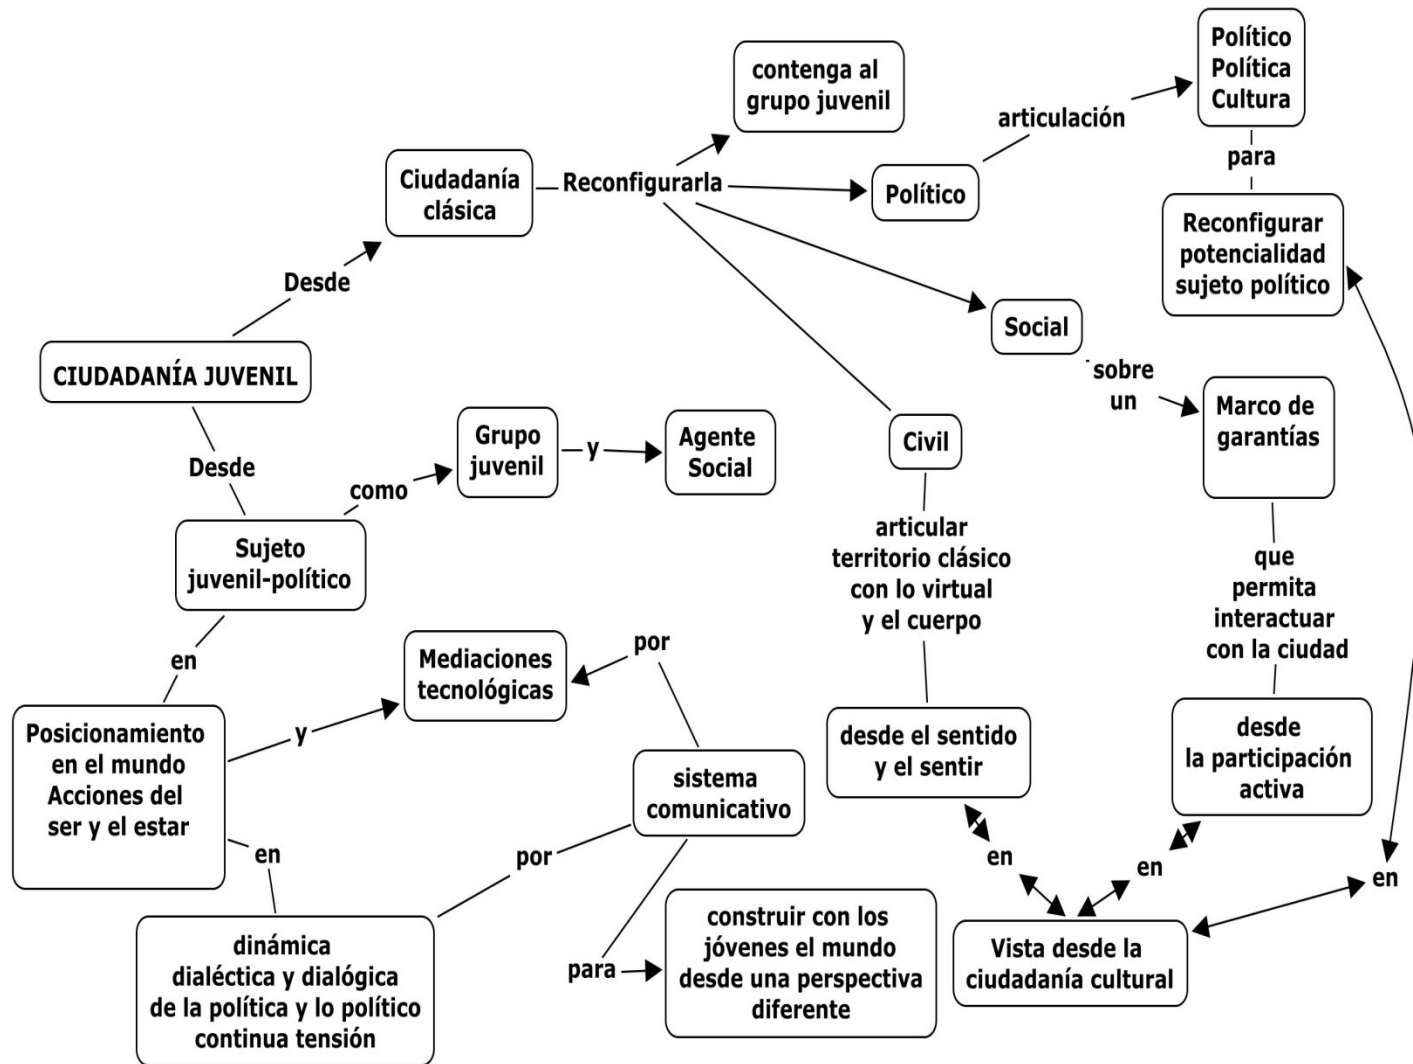 Político
Política
Cultura
contenga al
grupo juvenil
articulación
para
Ciudadanía
clásica
Reconfigurarla
Político
Reconfigurar
potencialidad
sujeto político
Desde
Social
CIUDADANÍA JUVENIL
sobre
un
Marco de
garantías
Grupo
juvenil
y
Agente
Social
Civil
Desde
como
Sujeto
juvenil-político
articular
territorio clásico
con lo virtual
y el cuerpo
que
permita
interactuar
con la ciudad
en
Mediaciones
tecnológicas
por
Posicionamiento
en el mundo
Acciones del
ser y el estar
y
sistema
comunicativo
desde el sentido
y el sentir
desde
la participación
activa
en
por
en
en
en
dinámica
dialéctica y dialógica
de la política y lo político
continua tensión
para
construir con los
jóvenes el mundo
desde una perspectiva
diferente
Vista desde la
ciudadanía cultural